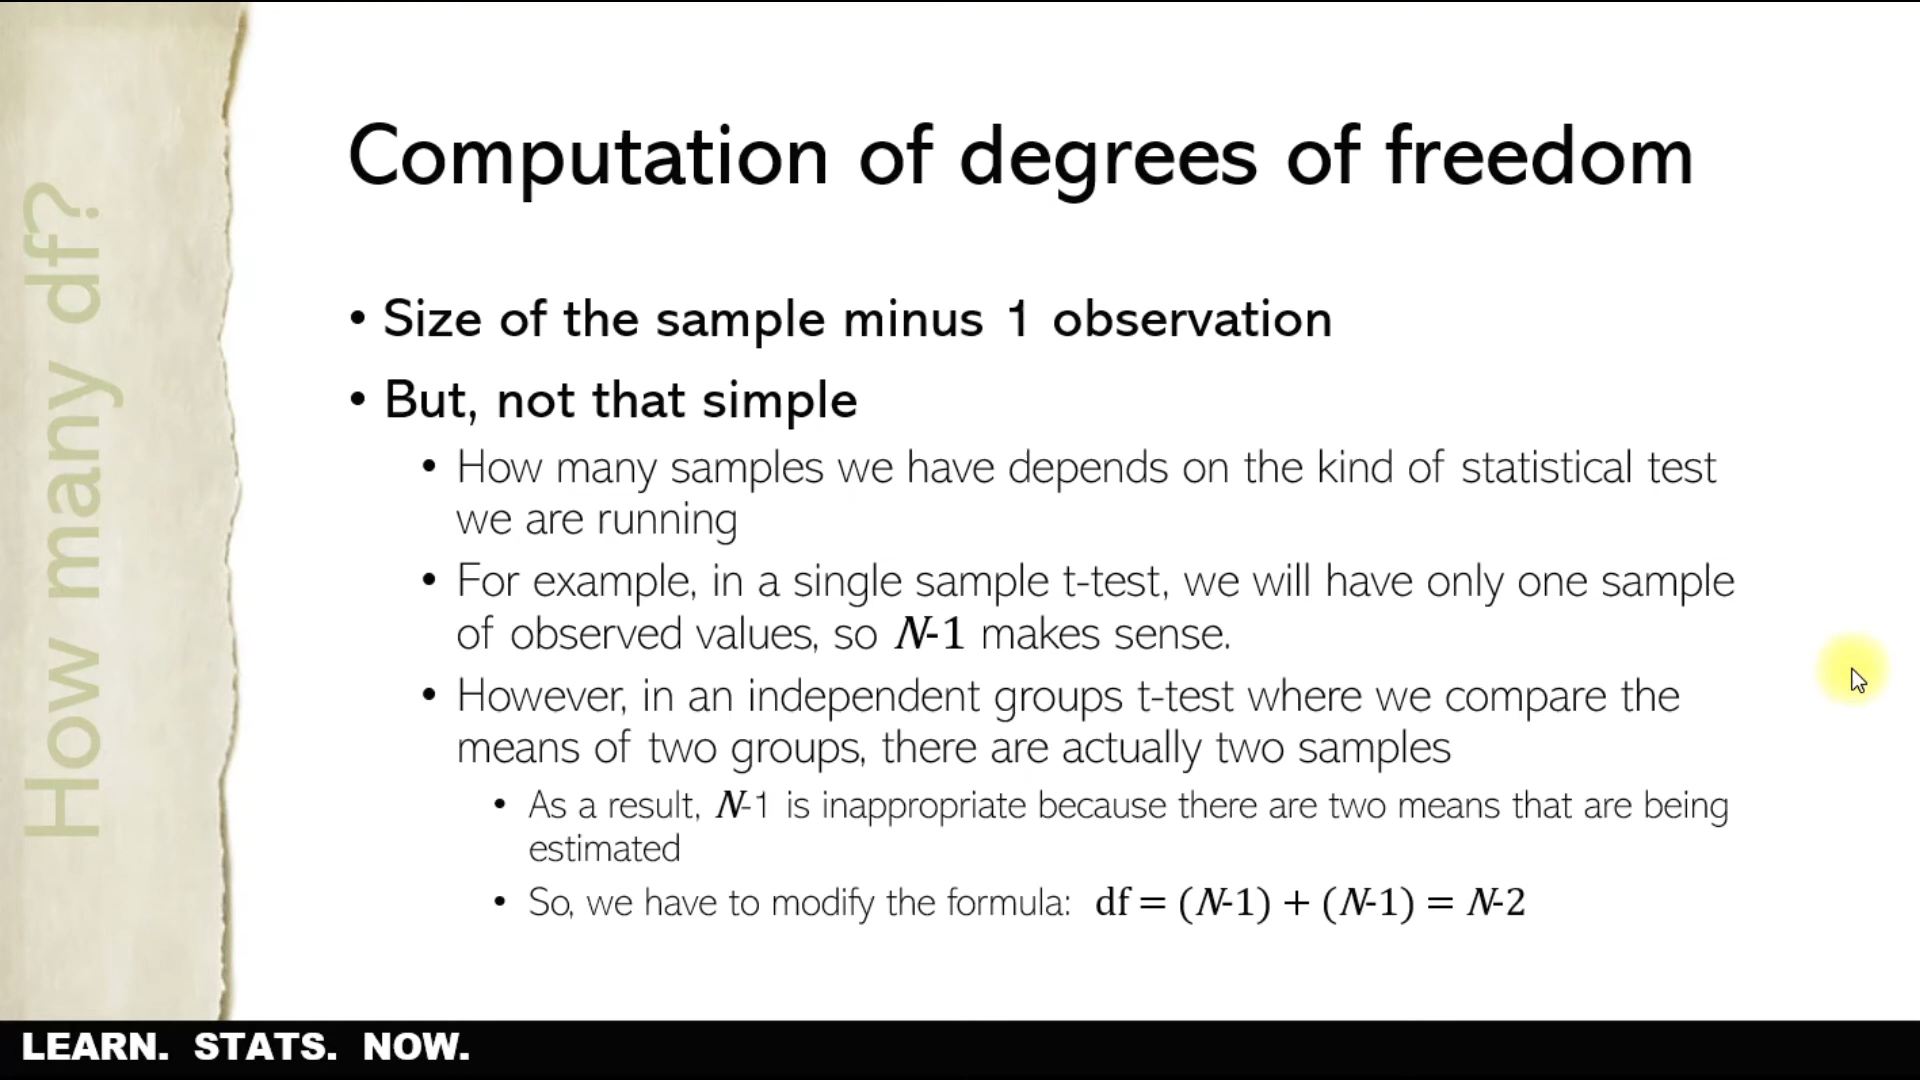 How many df?
Computation of degrees of freedom
• Size of the sample minus 1 observation
• But, not that simple
• How many samples we have depends on the kind of statistical test
we are running
• For example, in a single sample t-test, we will have only one sample
of observed values, so N-1 makes sense.
• However, in an independent groups t-test where we compare the
means of two groups, there are actually two samples
• As a result, N-1 is inappropriate because there are two means that are being
estimated
• So, we have to modify the formula: df = (N-1) + (N-1) = N-2
LEARN. STATS. NOW.